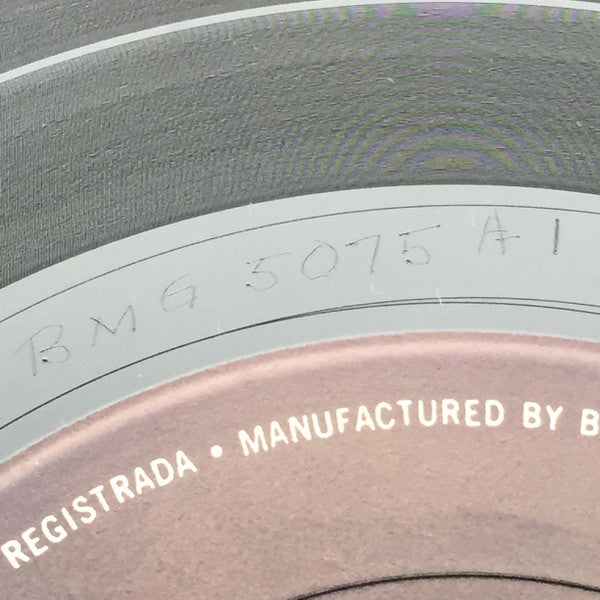 BMG 5075 A1
REGISTRADA • MANUFACTURED BY B